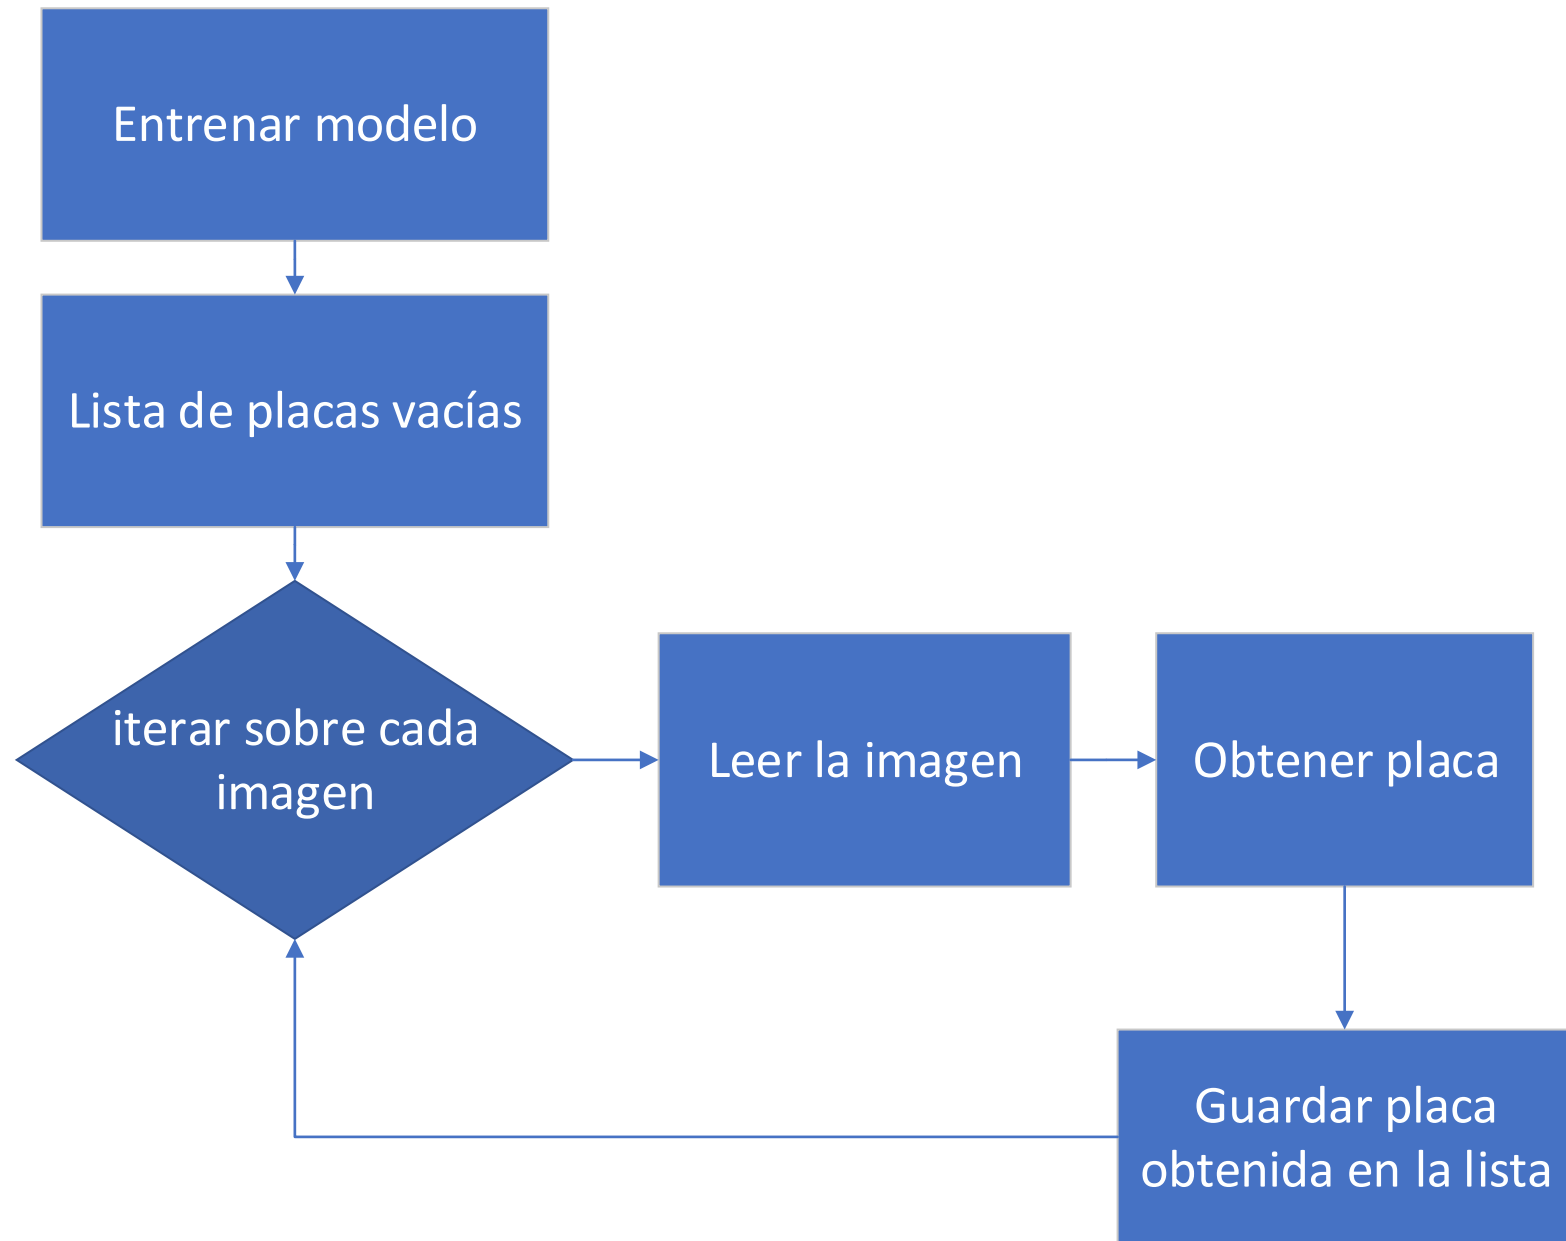 Entrenar modelo
Lista de placas vacías
iterar sobre cada
imagen
Leer la imagen
Obtener placa
Guardar placa
obtenida en la lista